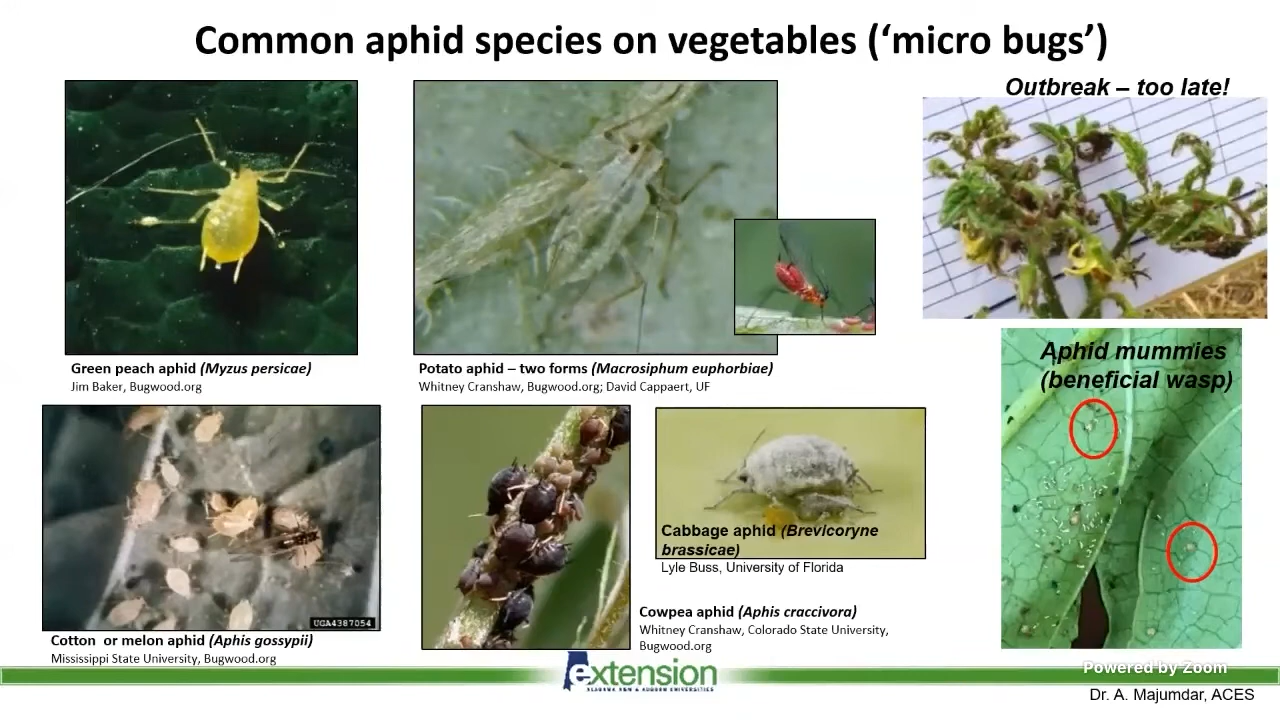 Common aphid species on vegetables (‘micro bugs’)
Outbreak – too late!
Green peach aphid (Myzus persicae)
Jim Baker, Bugwood.org
Potato aphid – two forms (Macrosiphum euphorbiae)
Whitney Cranshaw, Bugwood.org; David Cappaert, UF
Aphid mummies
(beneficial wasp)
UGA4387054
Cotton or melon aphid (Aphis gossypii)
Mississippi State University, Bugwood.org
Cabbage aphid (Brevicoryne
brassicae)
Lyle Buss, University of Florida
Cowpea aphid (Aphis craccivora)
Whitney Cranshaw, Colorado State University,
Bugwood.org
extension
ALABAMA A&M & AUBURN UNIVERSITIES
Powered by Zoom
Dr. A. Majumdar, ACES